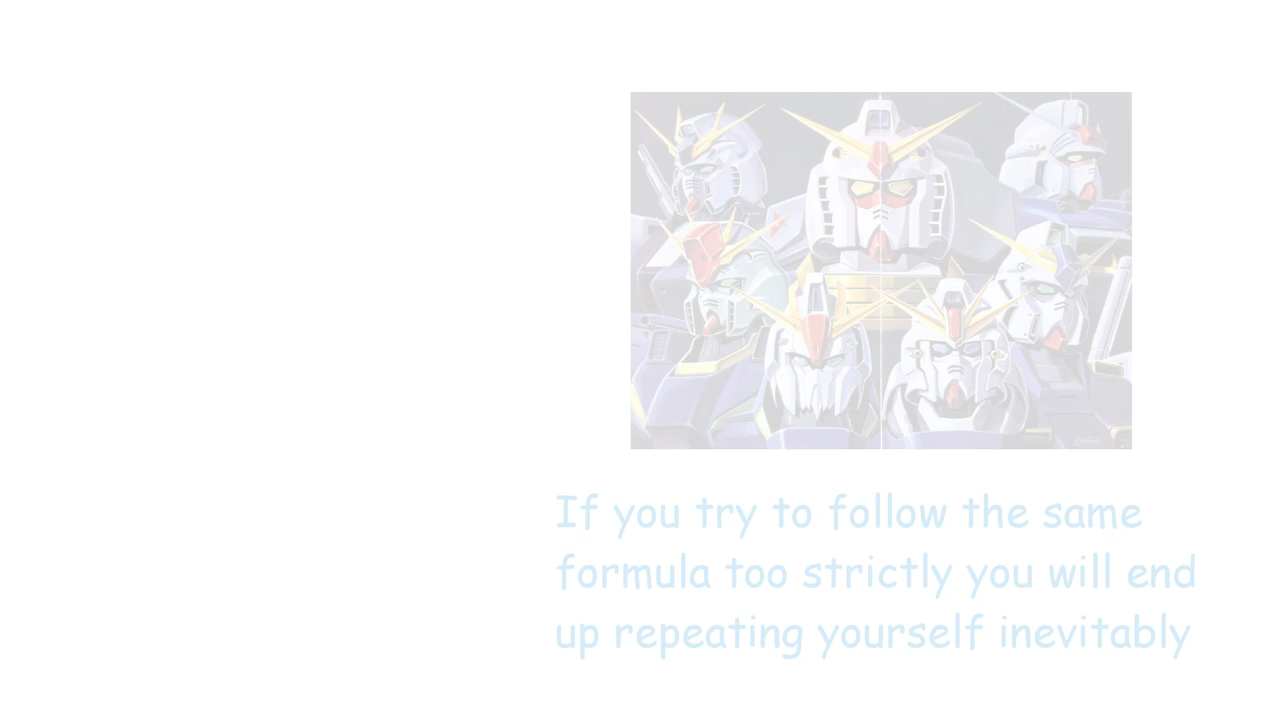 If you try to follow the same
formula too strictly you will end
up repeating yourself inevitably